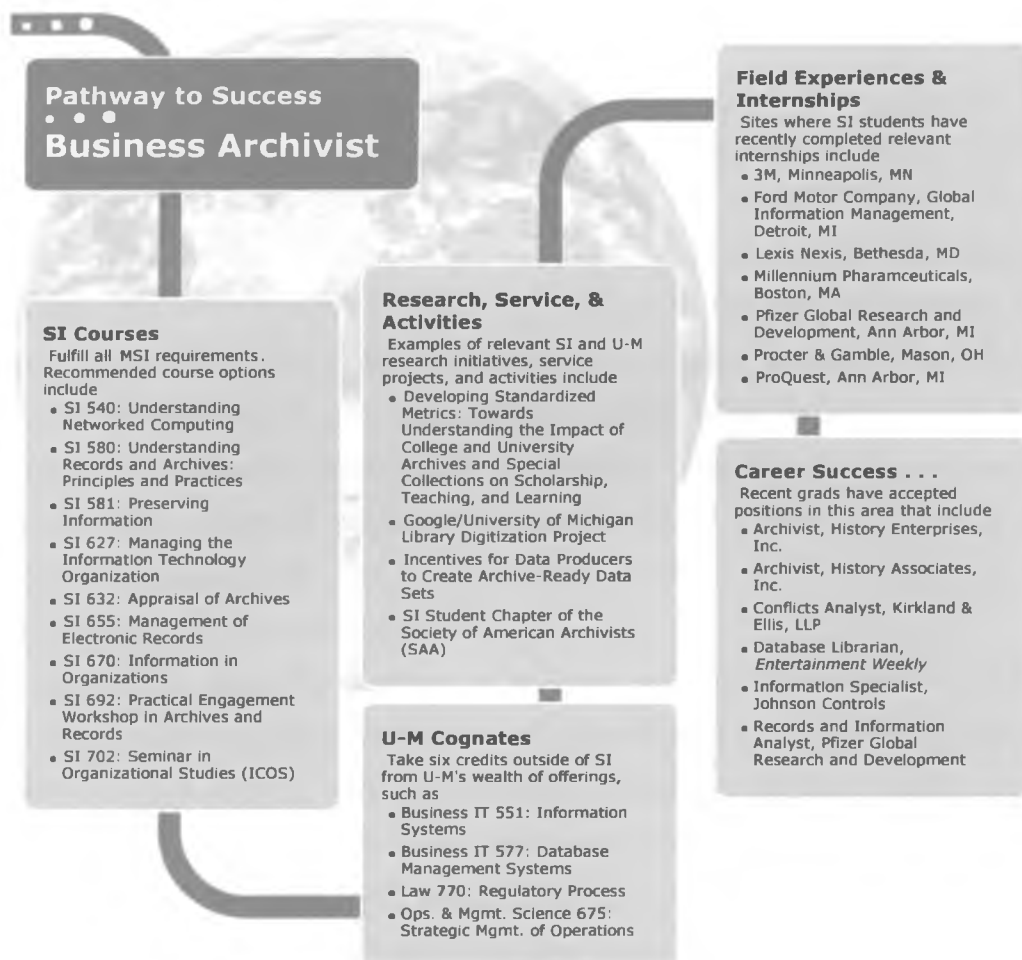 Pathway to Success
Business Archivist
SI Courses
Fulfill all MSI requirements.
Recommended course options
include
• SI 540: Understanding
Networked Computing
• SI 580: Understanding
Records and Archives:
Principles and Practices
• SI 581: Preserving
Information
• SI 627: Managing the
Information Technology
Organization
• SI 632: Appraisal of Archives
• SI 655: Management of
Electronic Records
• SI 670: Information in
Organizations
• SI 692: Practical Engagement
Workshop in Archives and
Records
• SI 702: Seminar in
Organizational Studies (ICOS)
U-M Cognates
Take six credits outside of SI
from U-M's wealth of offerings,
such as
• Business IT 551: Information
Systems
• Business IT 577: Database
Management Systems
• Law 770: Regulatory Process
• Ops. & Mgmt. Science 675:
Strategic Mgmt. of Operations
Research, Service, &
Activities
Examples of relevant SI and U-M
research initiatives, service
projects, and activities include
• Developing Standardized
Metrics: Towards
Understanding the Impact of
College and University
Archives and Special
Collections on Scholarship,
Teaching, and Learning
• Google/University of Michigan
Library Digitization Project
• Incentives for Data Producers
to Create Archive-Ready Data
Sets
• SI Student Chapter of the
Society of American Archivists
(SAA)
Field Experiences &
Internships
Sites where SI students have
recently completed relevant
internships include
• 3M, Minneapolis, MN
• Ford Motor Company, Global
Information Management,
Detroit, MI
• Lexis Nexis, Bethesda, MD
• Millennium Pharamceuticals,
Boston, MA
• Pfizer Global Research and
Development, Ann Arbor, MI
• Procter & Gamble, Mason, OH
• ProQuest, Ann Arbor, MI
Career Success . . .
Recent grads have accepted
positions in this area that include
• Archivist, History Enterprises,
Inc.
• Archivist, History Associates,
Inc.
• Conflicts Analyst, Kirkland &
Ellis, LLP
• Database Librarian,
Entertainment Weekly
• Information Specialist,
Johnson Controls
• Records and Information
Analyst, Pfizer Global
Research and Development